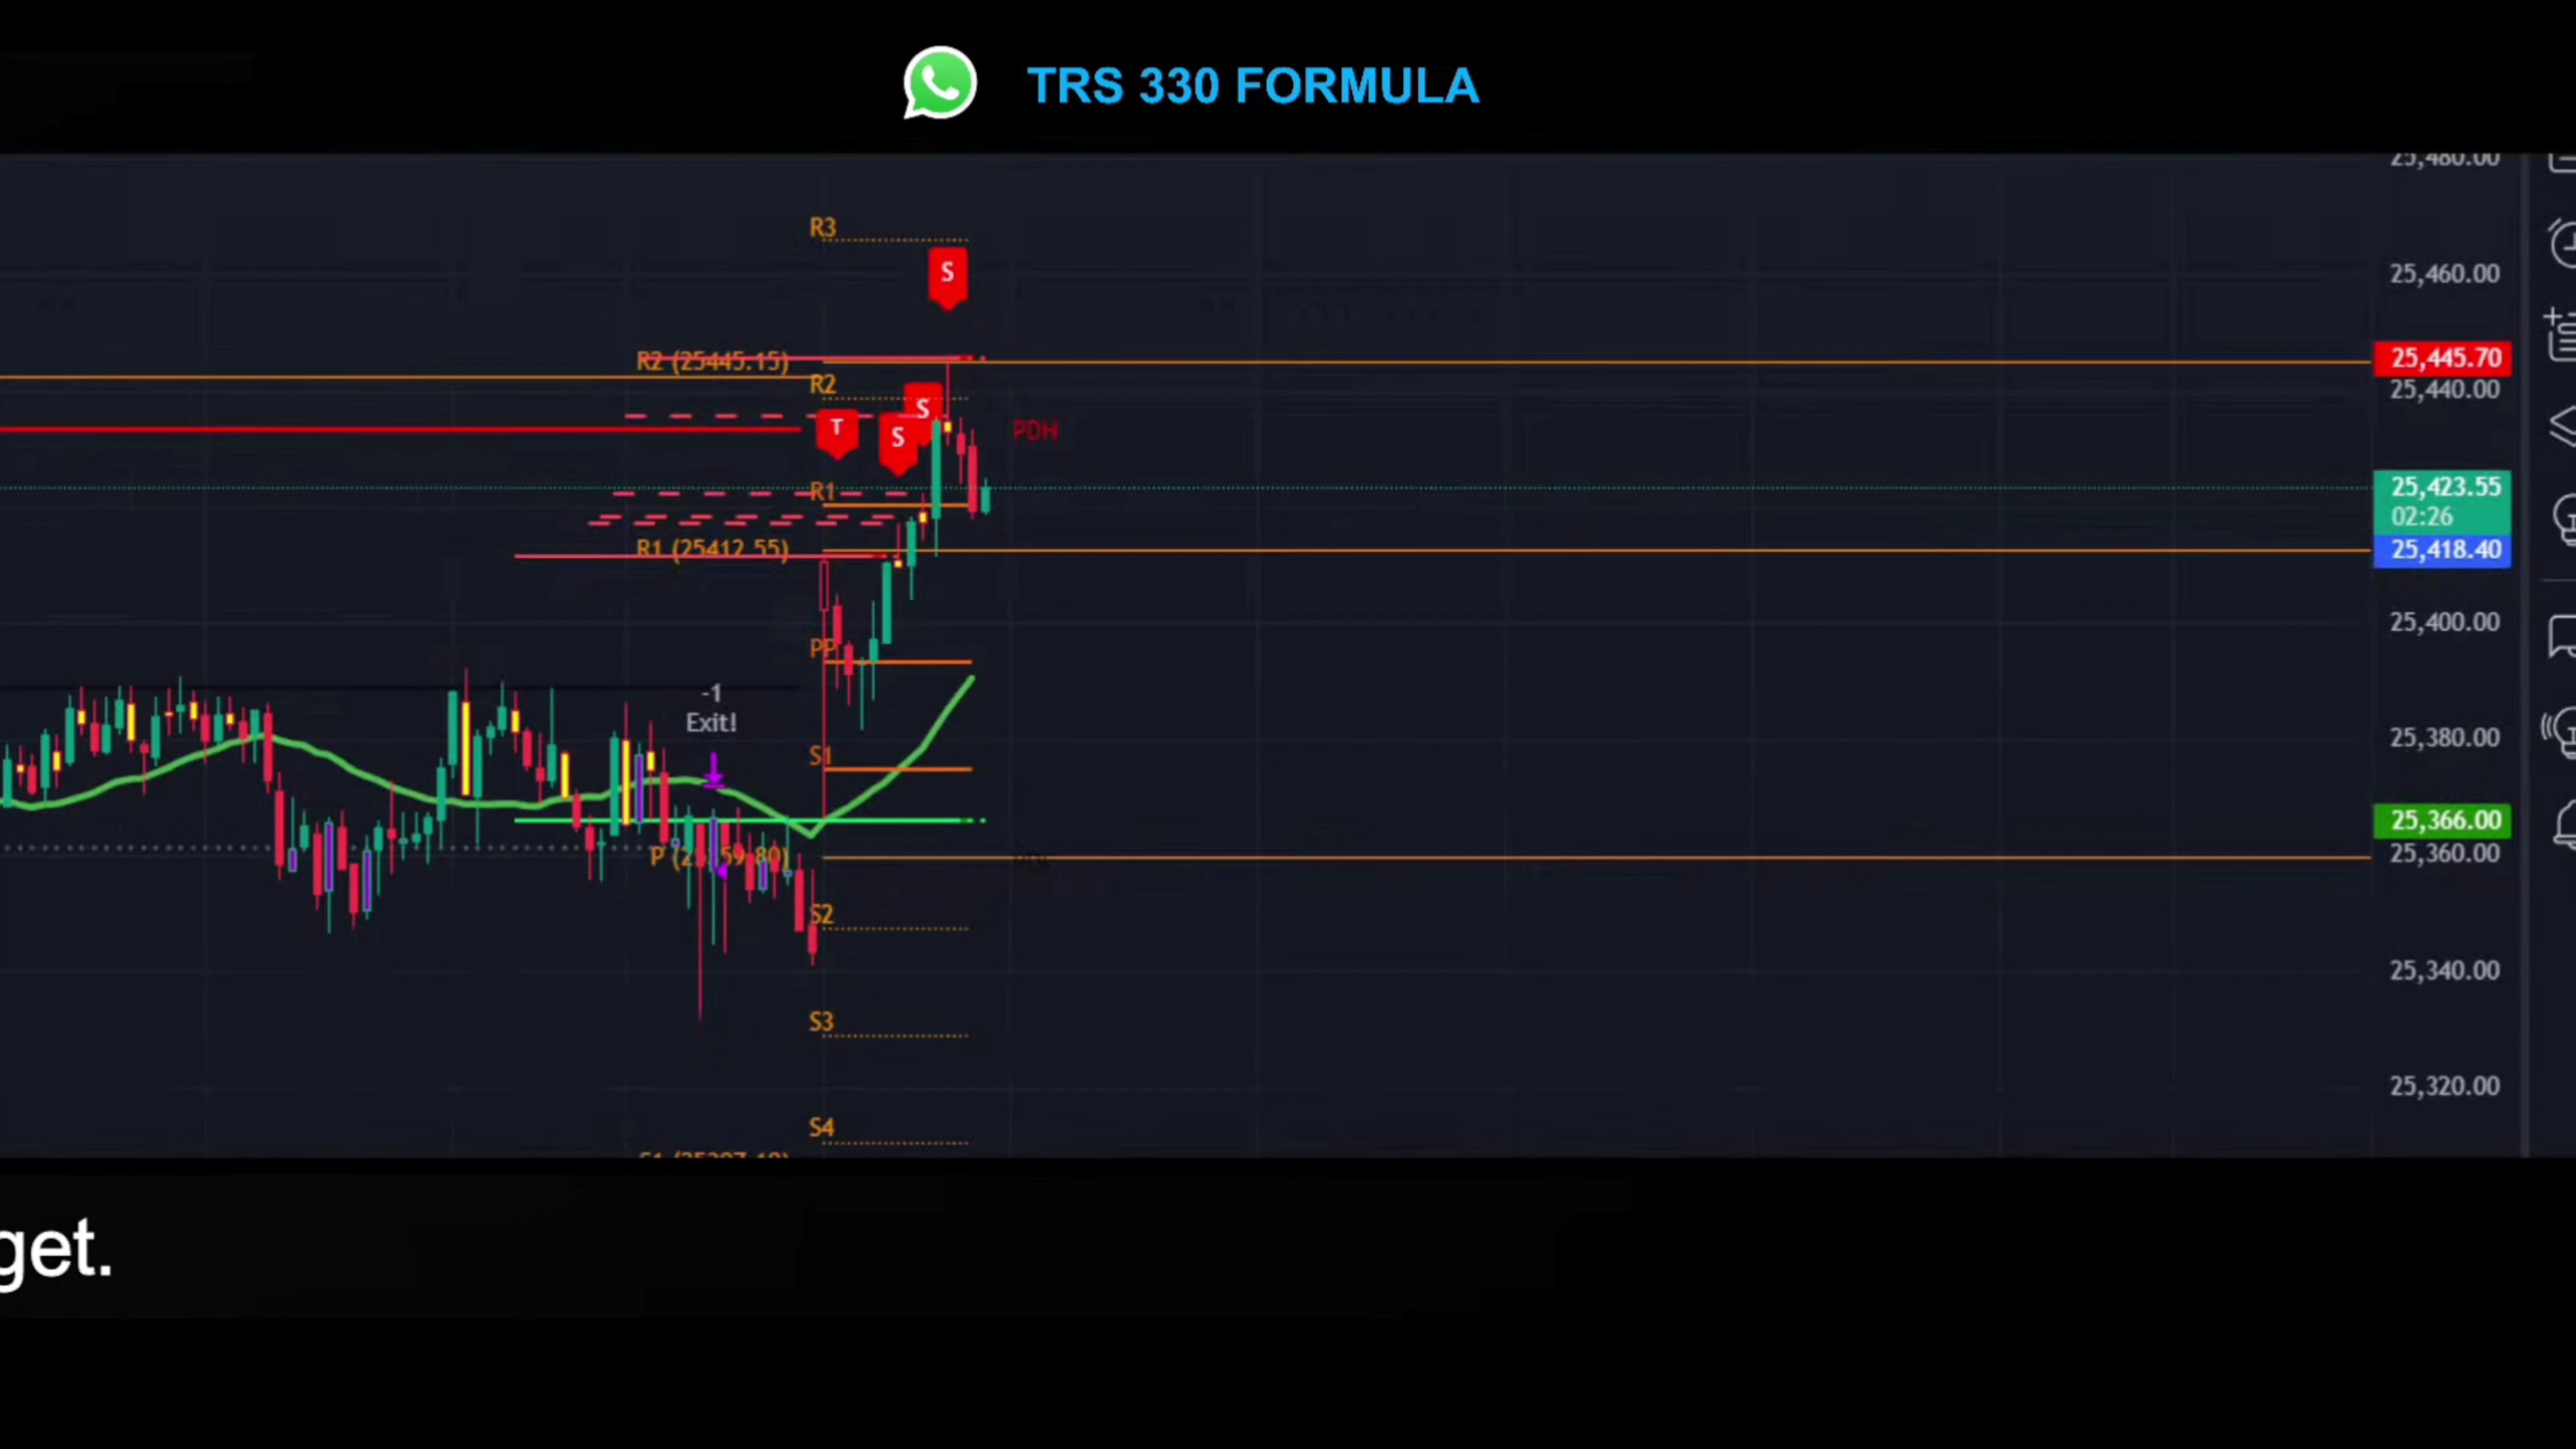 TRS 330 FORMULA
25,480.00
R3
S
25,460.00
R2 (25445.15)
25,445.70
R2
25,440.00
S
T
S
PDH
R1
25,423.55
02:26
R1 (25412.55)
25,418.40
25,400.00
PP
-1
Exit!
25,380.00
S1
25,366.00
25,360.00
S2
25,340.00
S3
25,320.00
S4
get.